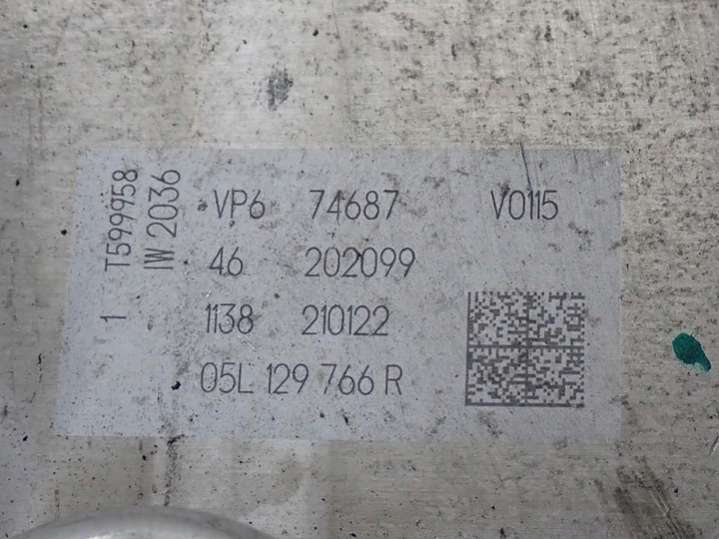 VP6 74687 V0115
46 202099
1138 210122
05L 129 766 R
1 T599958
IW 2036